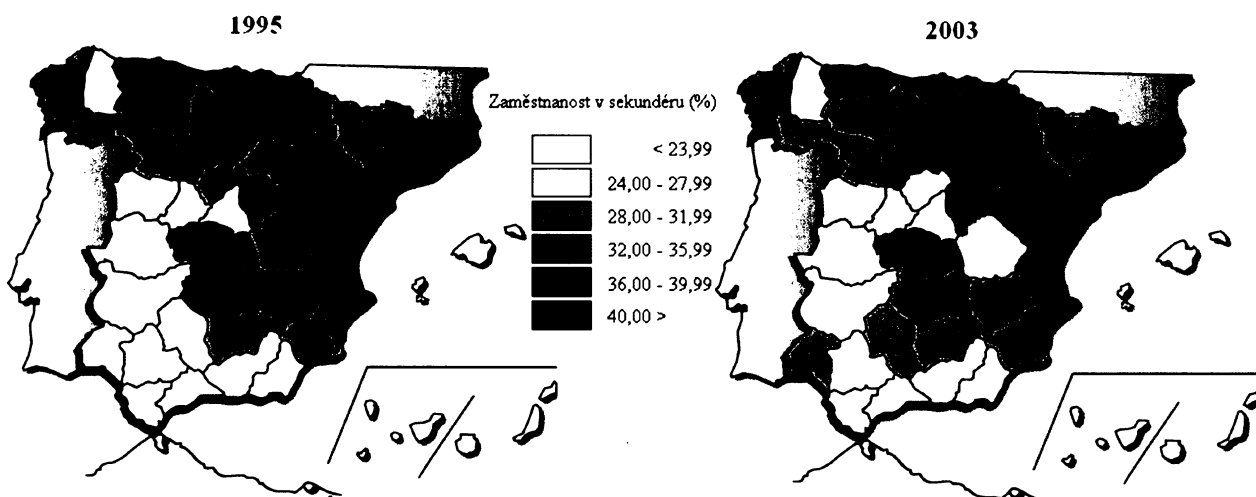 1995
2003
Zaměstnanost v sekundéru (%)
< 23,99
24,00 - 27,99
28,00 - 31,99
32,00 - 35,99
36,00 - 39,99
40,00 >